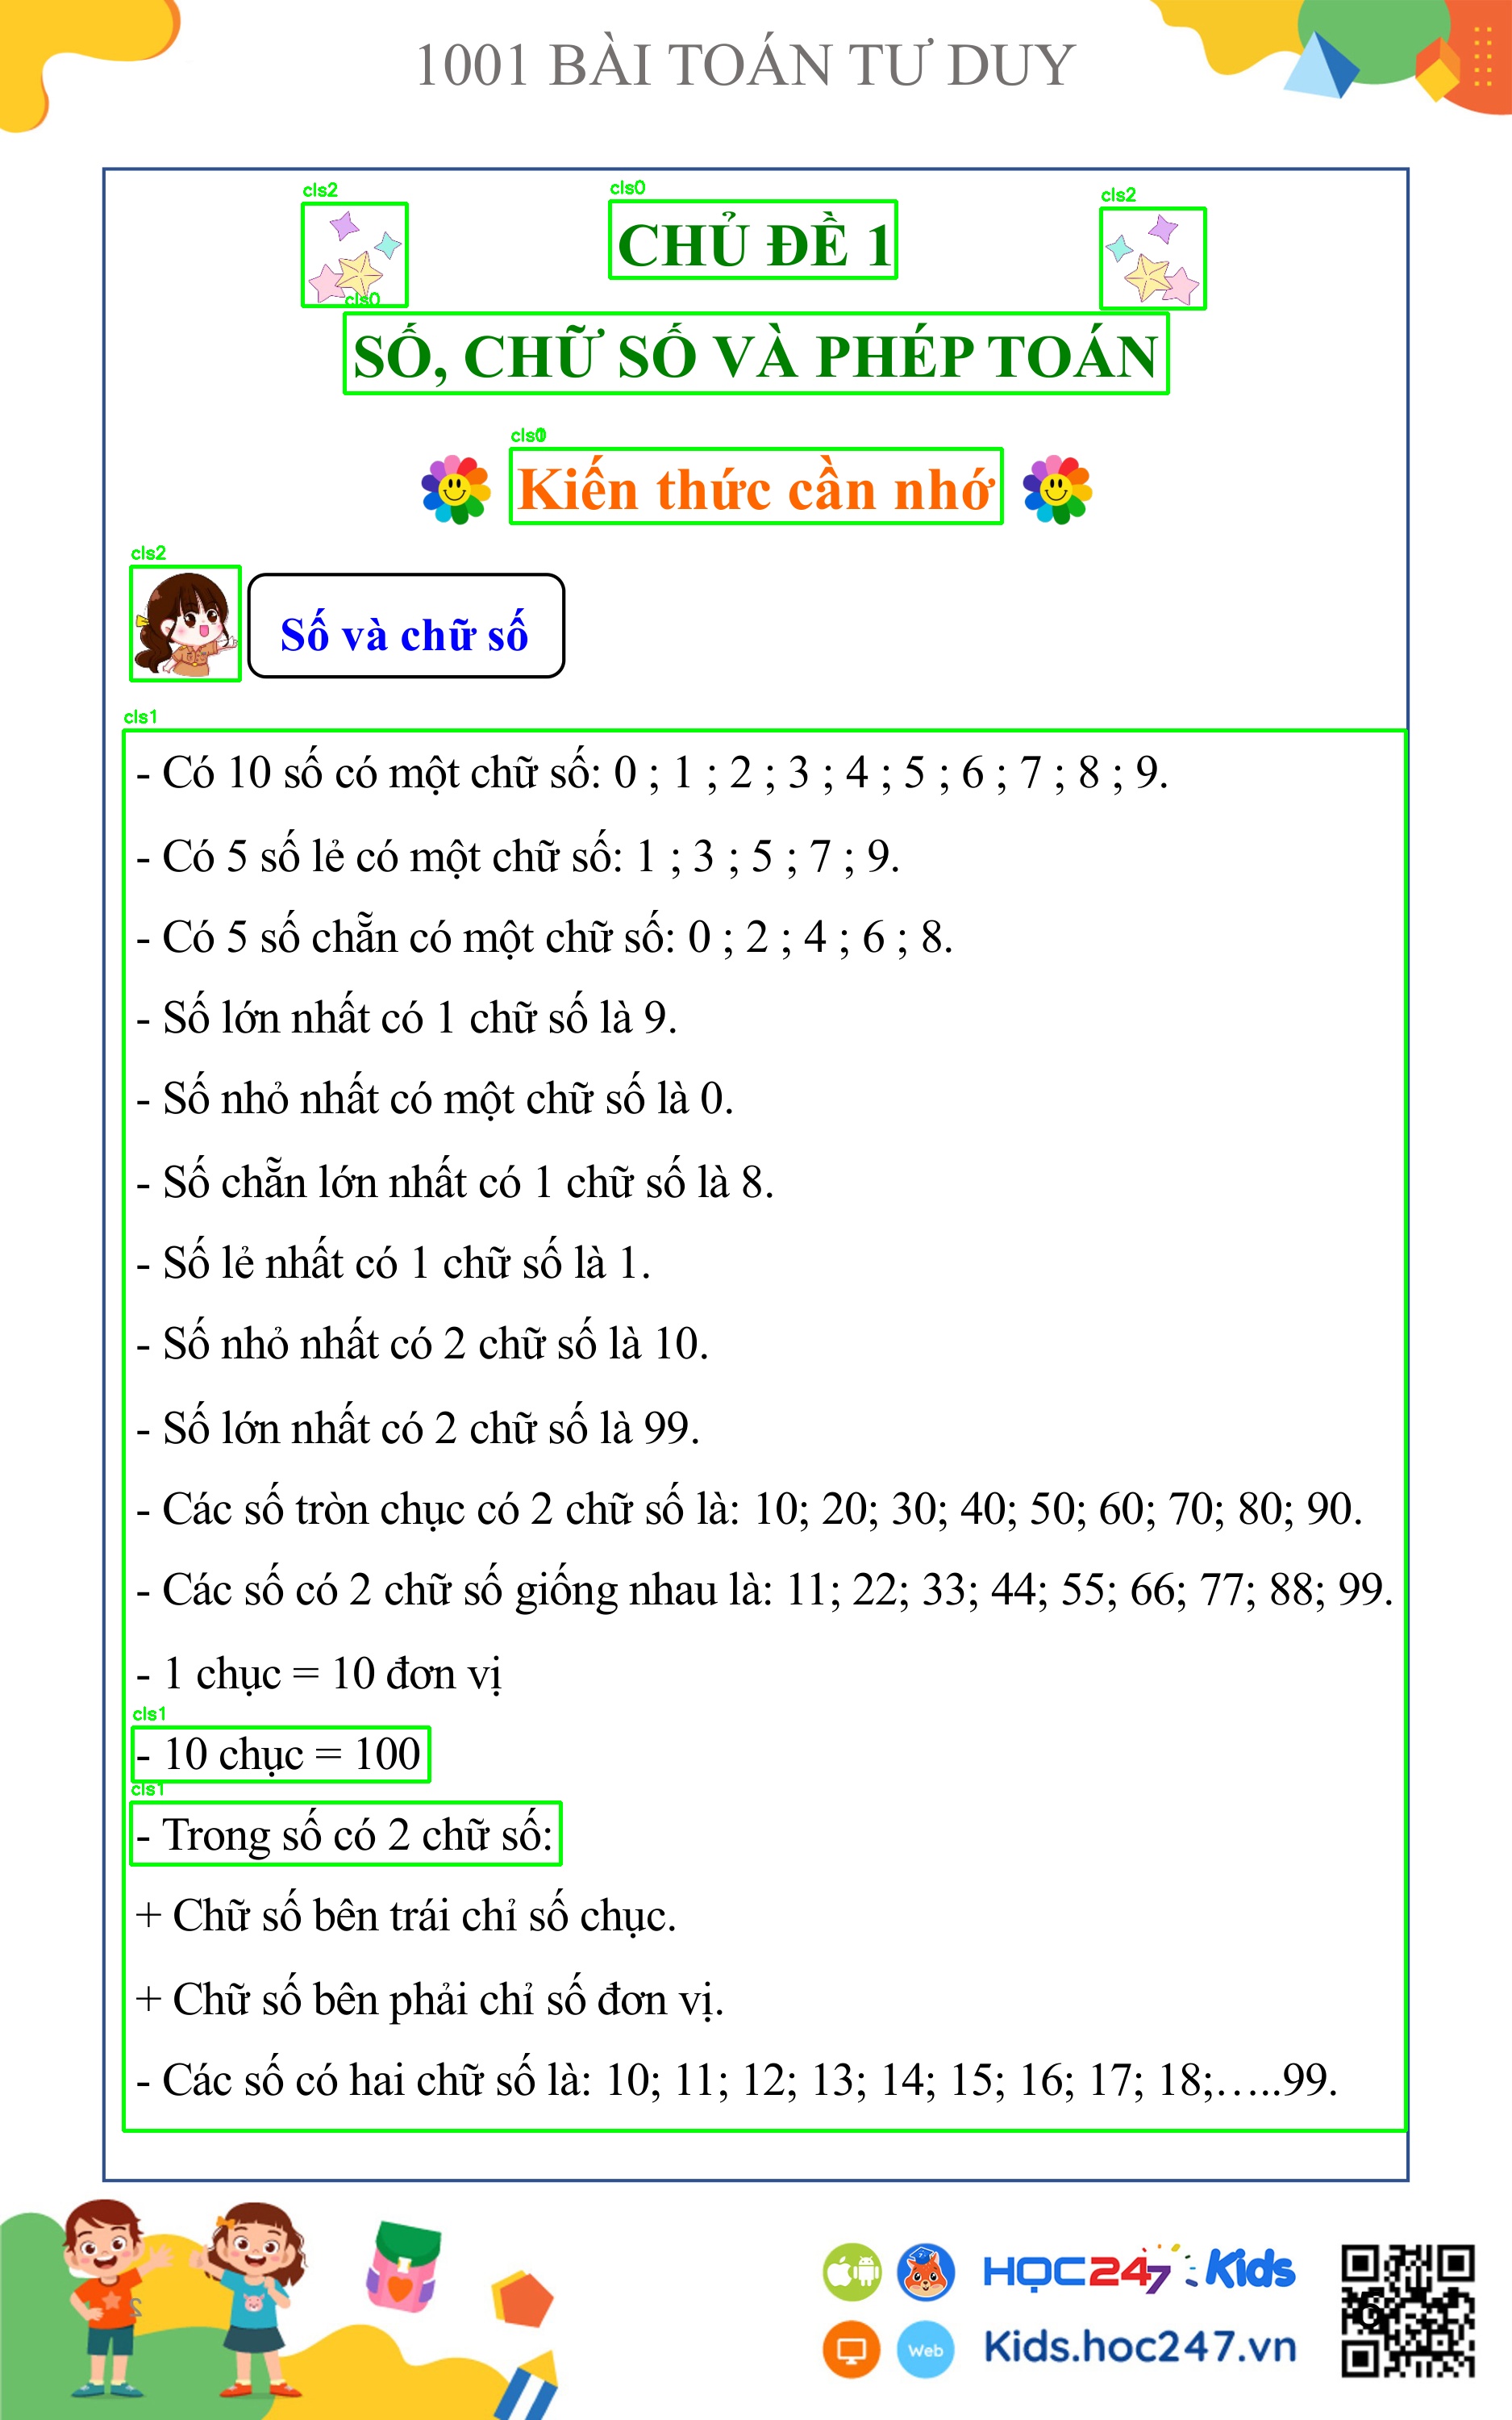 1001 BÀI TOÁN TƯ DUY
cls2
cls0
cls2
CHỦ ĐỀ 1
cls0
SỐ, CHỮ SỐ VÀ PHÉP TOÁN
Kiến thức cần nhớ
cls2
Số và chữ số
cls1
- Có 10 số có một chữ số: 0 ; 1 ; 2 ; 3 ; 4 ; 5 ; 6 ; 7 ; 8 ; 9.
- Có 5 số lẻ có một chữ số: 1 ; 3 ; 5 ; 7 ; 9.
- Có 5 số chẵn có một chữ số: 0 ; 2 ; 4 ; 6 ; 8.
- Số lớn nhất có 1 chữ số là 9.
- Số nhỏ nhất có một chữ số là 0.
- Số chẵn lớn nhất có 1 chữ số là 8.
- Số lẻ nhất có 1 chữ số là 1.
- Số nhỏ nhất có 2 chữ số là 10.
- Số lớn nhất có 2 chữ số là 99.
- Các số tròn chục có 2 chữ số là: 10; 20; 30; 40; 50; 60; 70; 80; 90.
- Các số có 2 chữ số giống nhau là: 11; 22; 33; 44; 55; 66; 77; 88; 99.
- 1 chục = 10 đơn vị
cls1
- 10 chục = 100
cls1
- Trong số có 2 chữ số:
+ Chữ số bên trái chỉ số chục.
+ Chữ số bên phải chỉ số đơn vị.
- Các số có hai chữ số là: 10; 11; 12; 13; 14; 15; 16; 17; 18;…..99.
HỌC247 Kids
Web
Kids.hoc247.vn